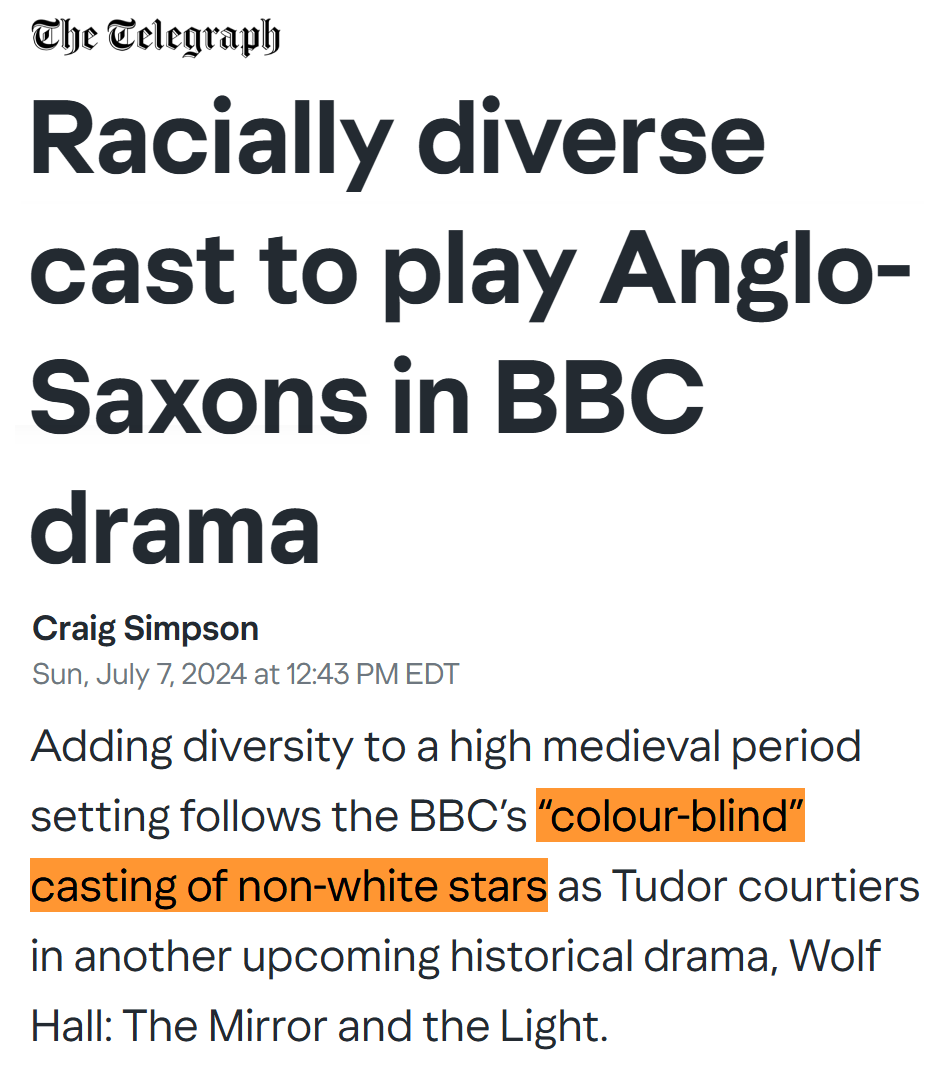 The Telegraph
Racially diverse
cast to play Anglo-
Saxons in BBC
drama
Craig Simpson
Sun, July 7, 2024 at 12:43 PM EDT
Adding diversity to a high medieval period
setting follows the BBC’s “colour-blind”
casting of non-white stars as Tudor courtiers
in another upcoming historical drama, Wolf
Hall: The Mirror and the Light.